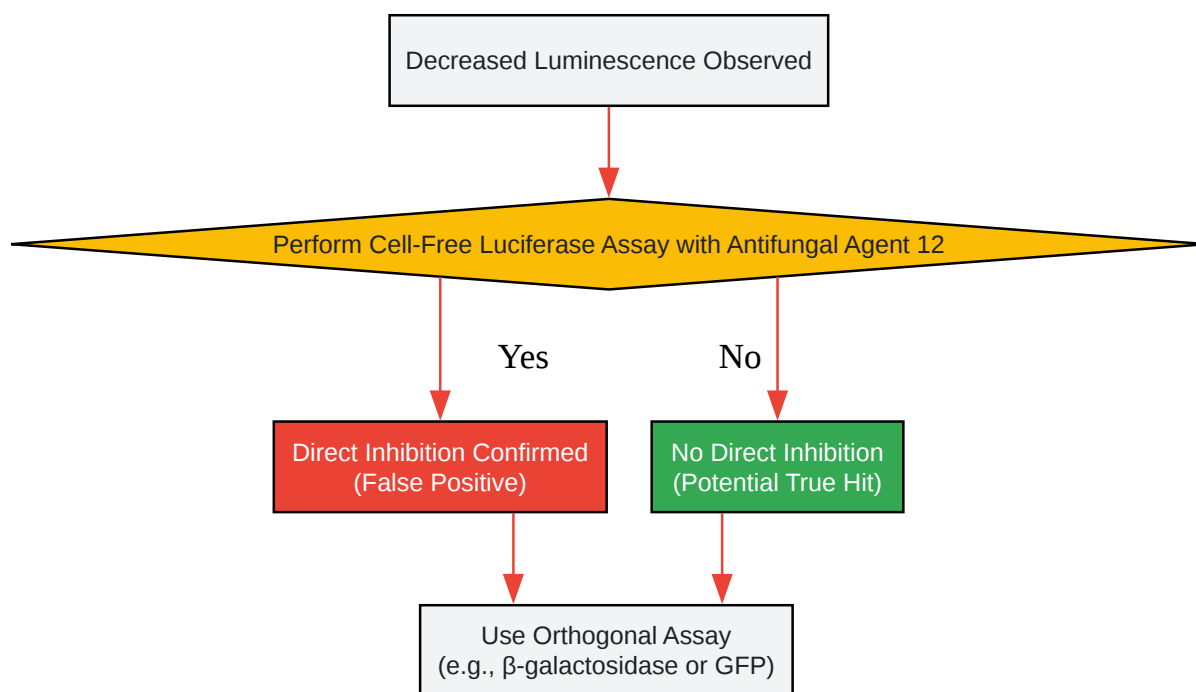 Decreased Luminescence Observed
Perform Cell-Free Luciferase Assay with Antifungal Agent 12
Yes
No
Direct Inhibition Confirmed
(False Positive)
No Direct Inhibition
(Potential True Hit)
Use Orthogonal Assay
(e.g., β-galactosidase or GFP)